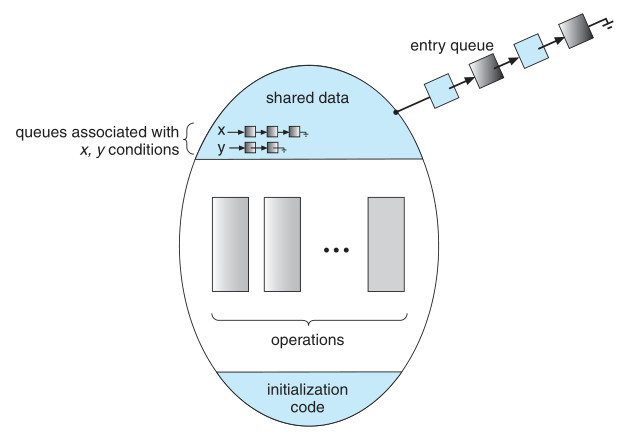 entry queue
shared data
queues associated with
x, y conditions
x
y
operations
initialization
code